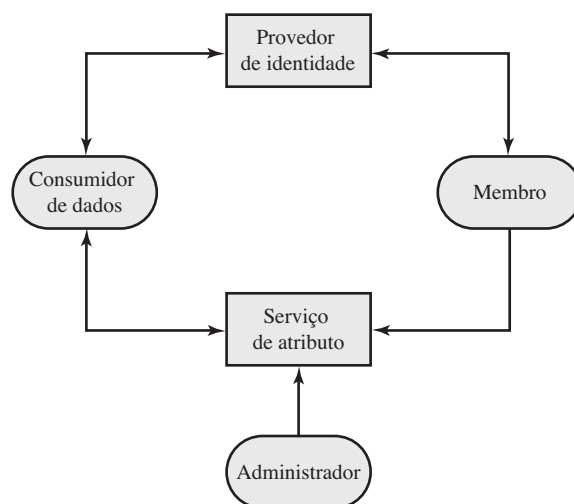 Provedor
de identidade
Consumidor
de dados
Membro
Serviço
de atributo
Administrador